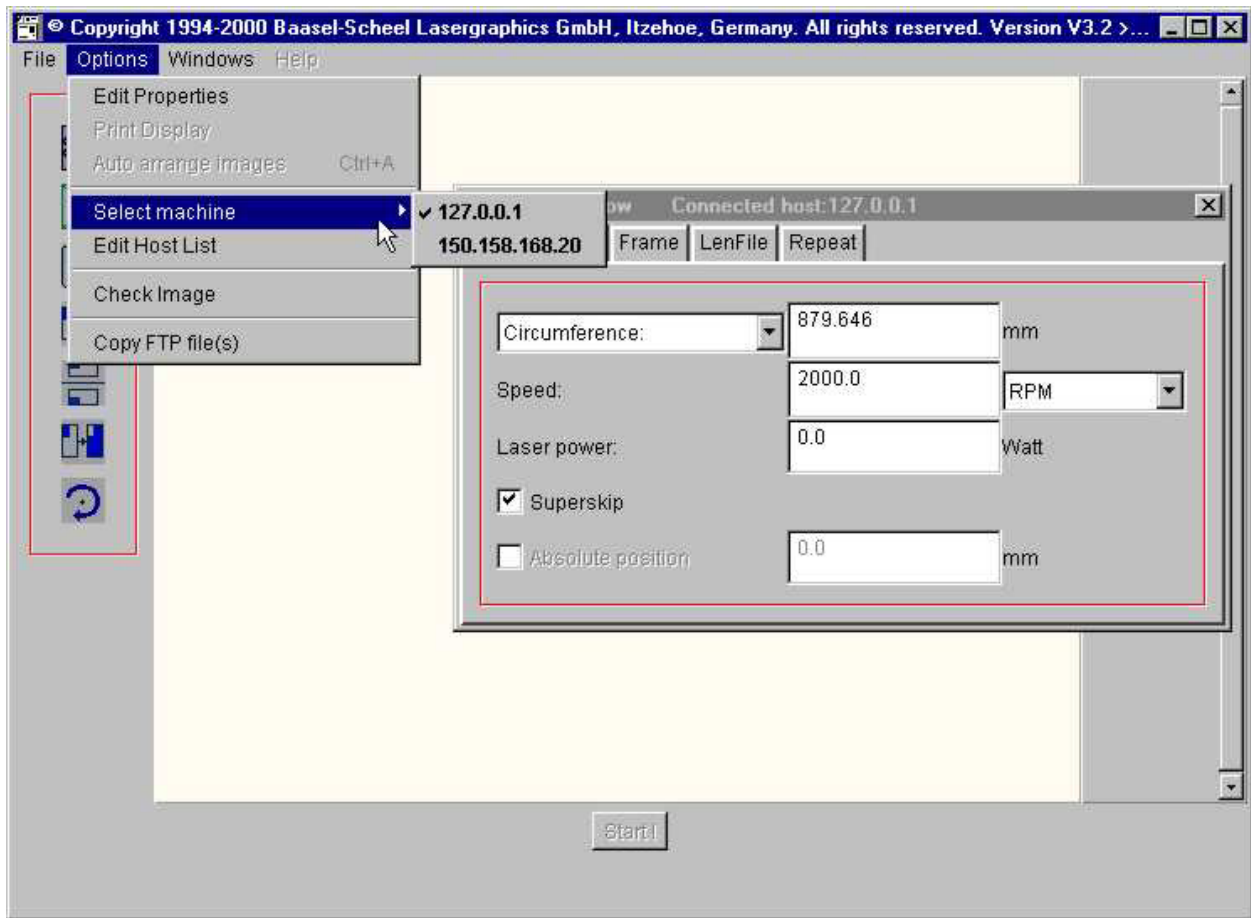 © Copyright 1994-2000 Baasel-Scheel Lasergraphics GmbH, Itzehoe, Germany. All rights reserved. Version V3.2 >...
File Options Windows Help
Edit Properties
Print Display
Auto arrange images Ctrl+A
Select machine
Edit Host List
Check Image
Copy FTP file(s)
127.0.0.1
150.158.168.20
Connected host:127.0.0.1
Frame LenFile Repeat
Circumference: 879.646 mm
Speed: 2000.0 RPM
Laser power: 0.0 Watt
Superskip
Absolute position 0.0 mm
Start!